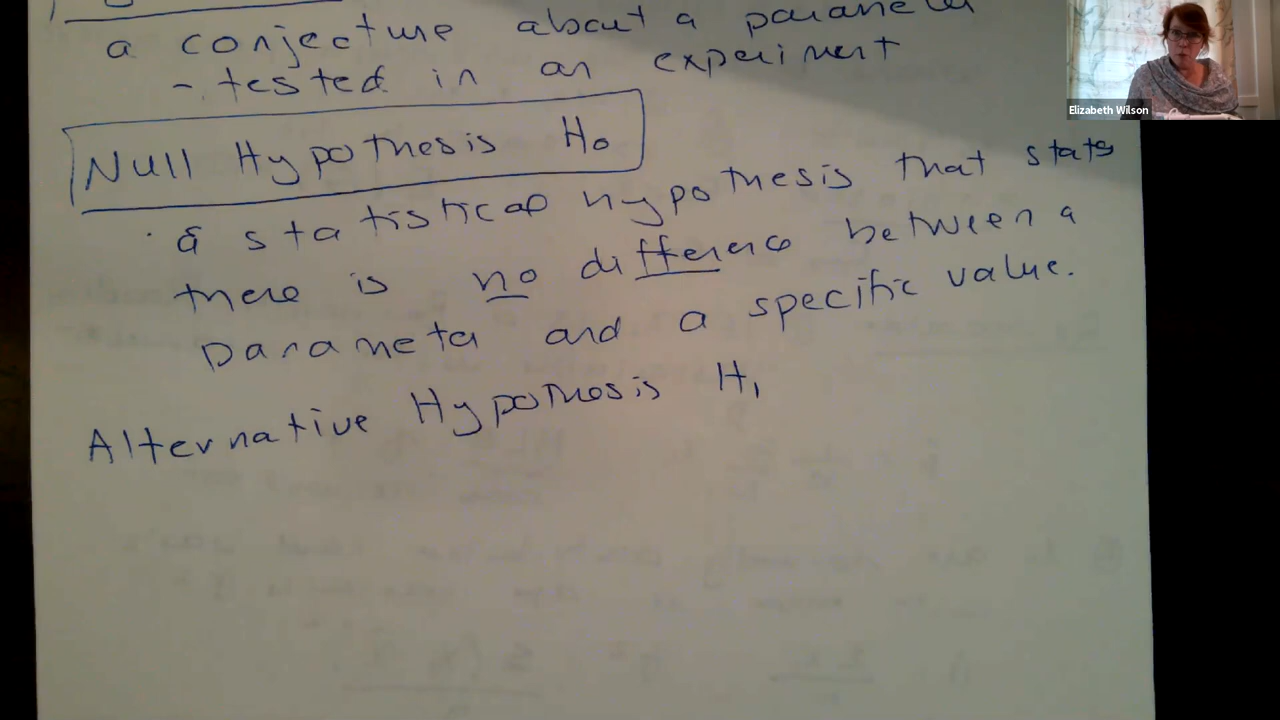 a conjecture about a parameter
- tested in an experiment
Elizabeth Wilson
Null Hypothesis H₀
a statistical hypothesis that states
there is no difference between a
parameter and a specific value.
Alternative Hypothesis H₁